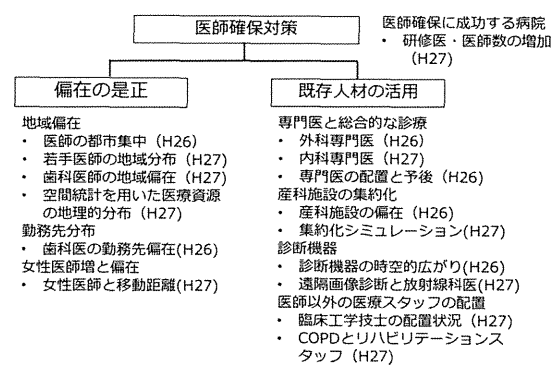 医師確保対策
医師確保に成功する病院
• 研修医・医師数の増加
（H27）
偏在の是正
地域偏在
• 医師の都市集中（H26）
• 若手医師の地域分布（H27）
• 歯科医師の地域偏在（H27）
• 空間統計を用いた医療資源
の地理的分布（H27）
勤務先分布
• 歯科医の勤務先偏在(H26）
女性医師増と偏在
• 女性医師と移動距離(H27）
既存人材の活用
専門医と総合的な診療
• 外科専門医（H26）
• 内科専門医（H27）
• 専門医の配置と予後（H26）
産科施設の集約化
• 産科施設の偏在（H26）
• 集約化シミュレーション(H27）
診断機器
• 診断機器の時空的広がり(H26）
• 遠隔画像診断と放射線科医(H27）
医師以外の医療スタッフの配置
• 臨床工学技士の配置状況（H27）
• COPDとリハビリテーションス
タッフ（H27）